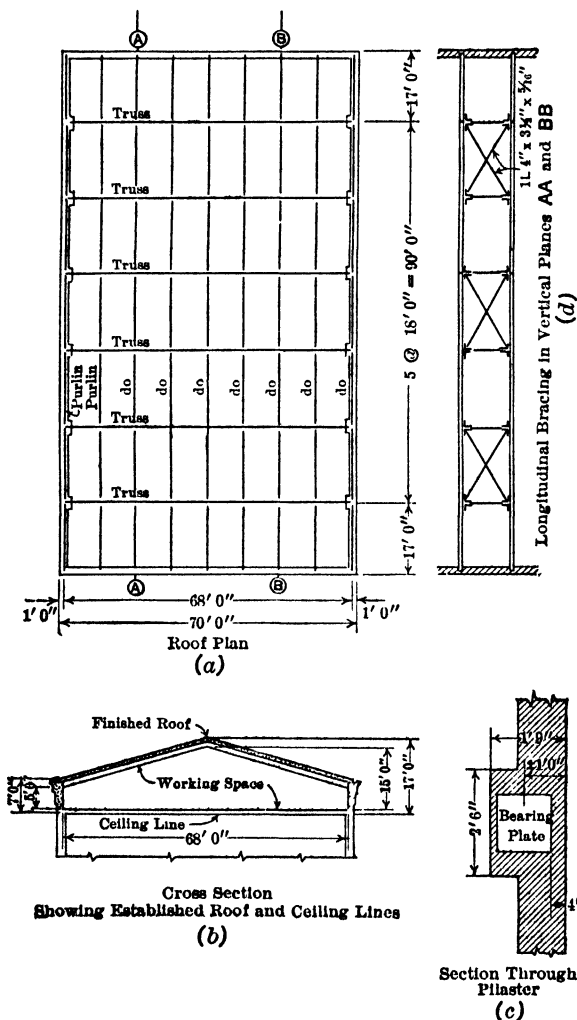 A
B
17' 0"
Truss
Truss
Truss
Truss
Truss
Truss
Purlin
Purlin
do
do
do
do
do
do
do
5 @ 18' 0" = 90' 0"
17' 0"
A
B
1' 0"
68' 0"
1' 0"
70' 0"
Roof Plan
(a)
1L 4" x 3½" x 5/16"
Longitudinal Bracing in Vertical Planes AA and BB
(d)
Finished Roof
Working Space
Ceiling Line
7' 0"
5' 0"
15' 0"
17' 0"
68' 0"
Cross Section
Showing Established Roof and Ceiling Lines
(b)
1' 9"
1' 0"
2' 6"
Bearing
Plate
4"
Section Through
Pilaster
(c)